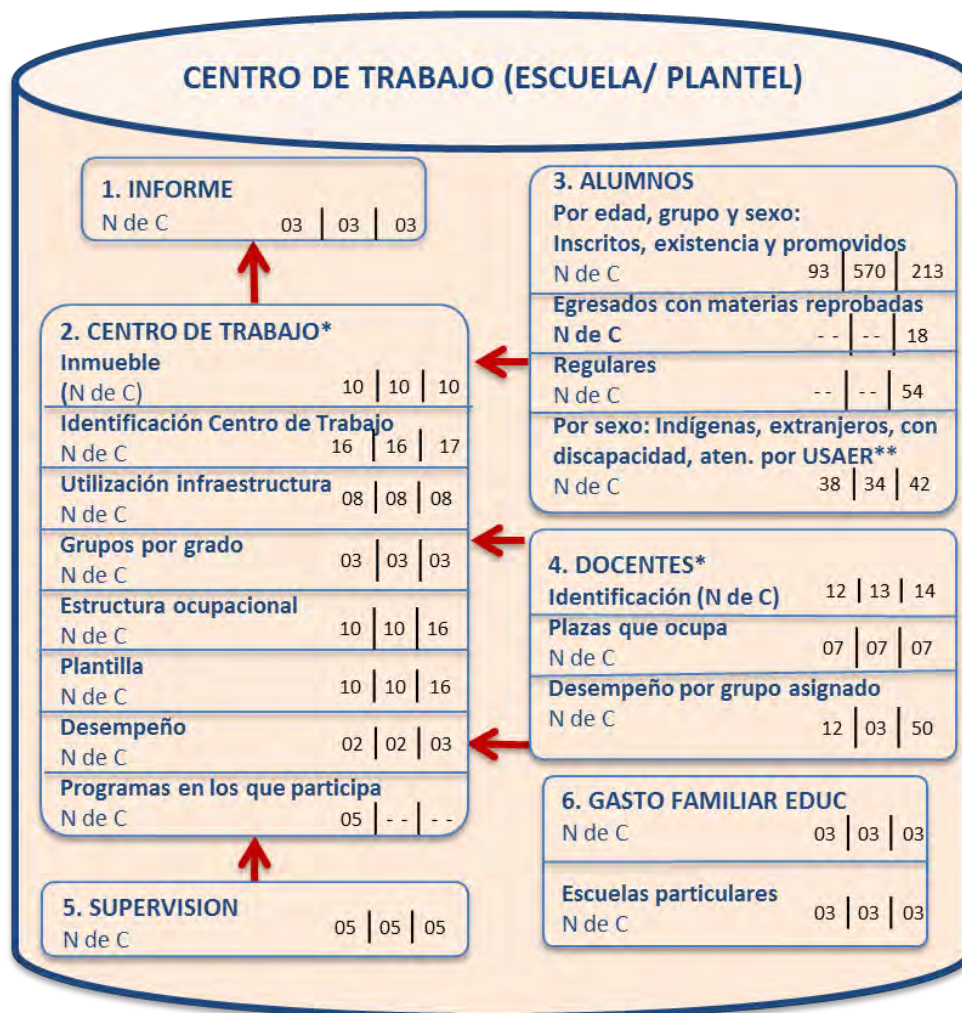 CENTRO DE TRABAJO (ESCUELA/ PLANTEL)
1. INFORME
N de C 03 | 03 | 03
2. CENTRO DE TRABAJO*
Inmueble
(N de C) 10 | 10 | 10
Identificación Centro de Trabajo
N de C 16 | 16 | 17
Utilización infraestructura
N de C 08 | 08 | 08
Grupos por grado
N de C 03 | 03 | 03
Estructura ocupacional
N de C 10 | 10 | 16
Plantilla
N de C 10 | 10 | 16
Desempeño
N de C 02 | 02 | 03
Programas en los que participa
N de C 05 | - - | - -
5. SUPERVISION
N de C 05 | 05 | 05
3. ALUMNOS
Por edad, grupo y sexo:
Inscritos, existencia y promovidos
N de C 93 | 570 | 213
Egresados con materias reprobadas
N de C - - | - - | 18
Regulares
N de C - - | - - | 54
Por sexo: Indígenas, extranjeros, con
discapacidad, aten. por USAER**
N de C 38 | 34 | 42
4. DOCENTES*
Identificación (N de C) 12 | 13 | 14
Plazas que ocupa
N de C 07 | 07 | 07
Desempeño por grupo asignado
N de C 12 | 03 | 50
6. GASTO FAMILIAR EDUC
N de C 03 | 03 | 03
Escuelas particulares
N de C 03 | 03 | 03